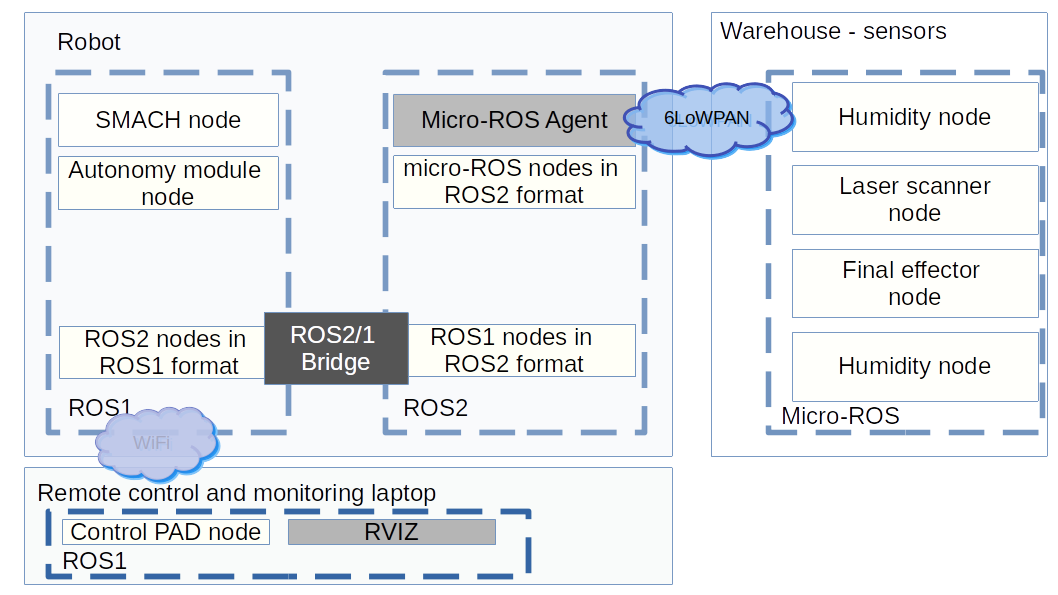 Robot
SMACH node
Autonomy module
node
ROS2 nodes in
ROS1 format
ROS1
WiFi
Micro-ROS Agent
micro-ROS nodes in
ROS2 format
ROS2/1
Bridge
ROS1 nodes in
ROS2 format
ROS2
6LoWPAN
Warehouse - sensors
Humidity node
Laser scanner
node
Final effector
node
Humidity node
Micro-ROS
Remote control and monitoring laptop
Control PAD node
RVIZ
ROS1